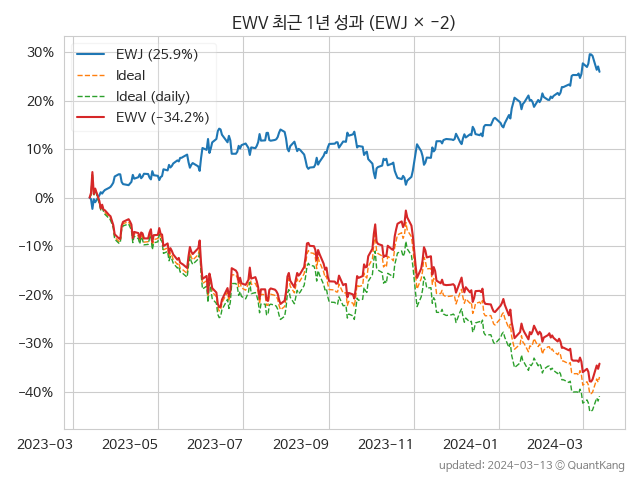 EWV 최근 1년 성과 (EWJ × −2)
EWJ (25.9%)
Ideal
Ideal (daily)
EWV (−34.2%)
30%
20%
10%
0%
−10%
−20%
−30%
−40%
2023-03
2023-05
2023-07
2023-09
2023-11
2024-01
2024-03
updated: 2024-03-13 © QuantKang